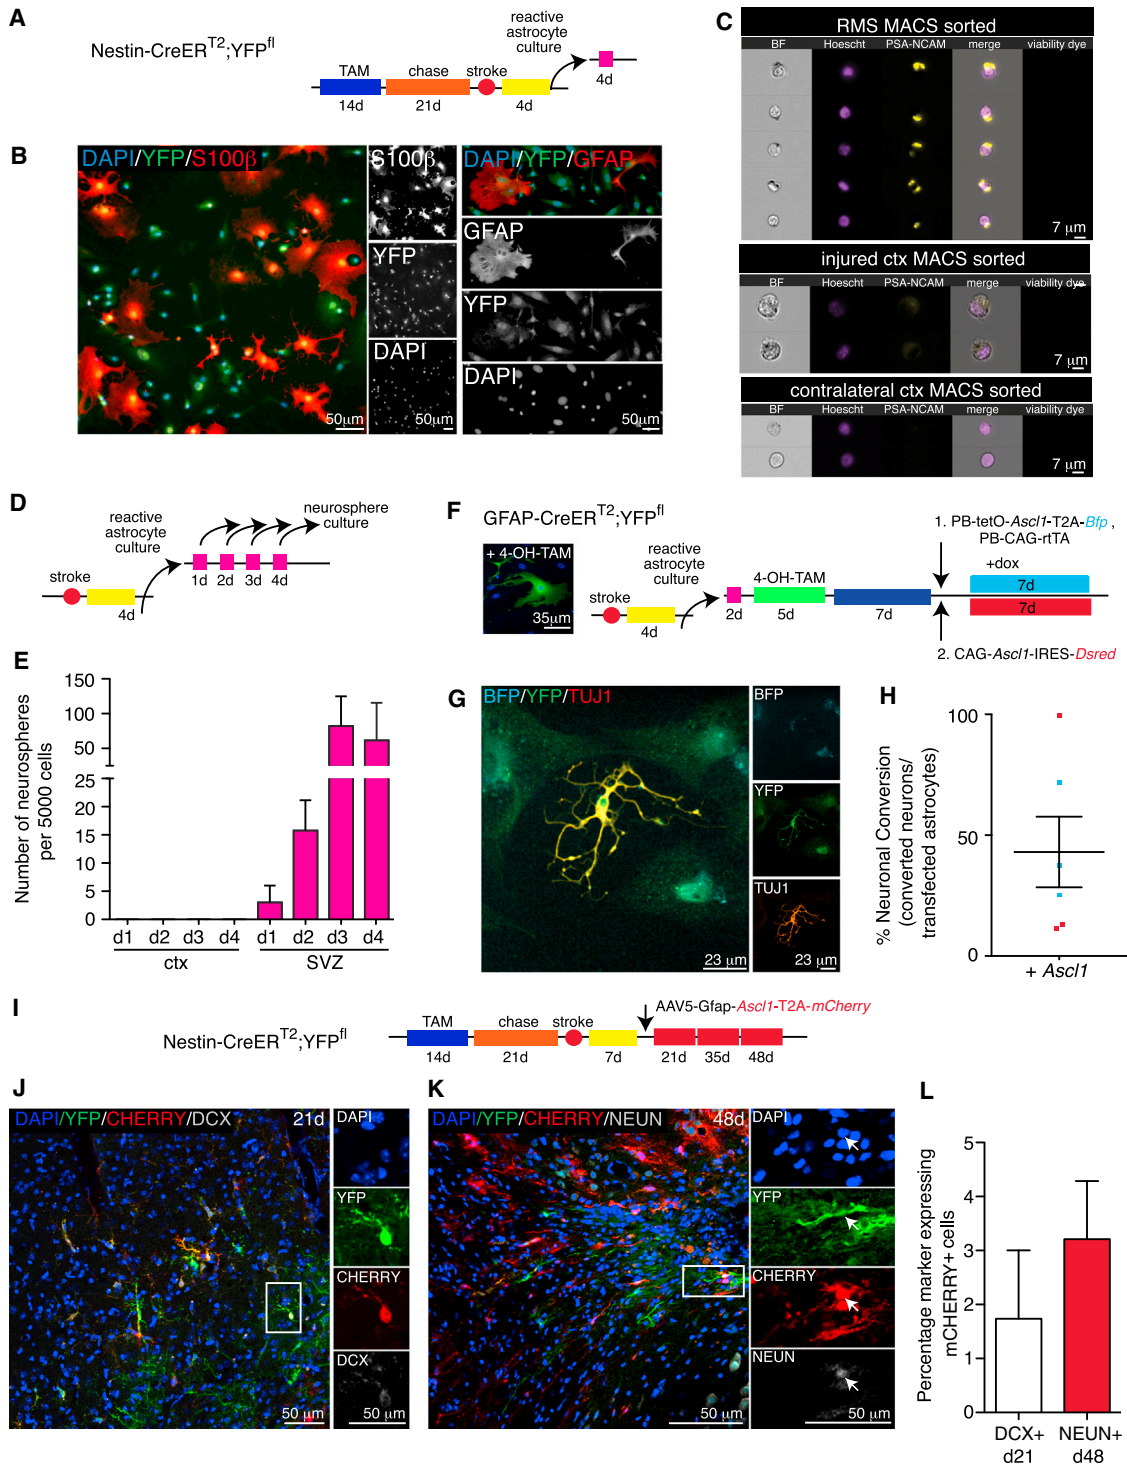 A
Nestin-CreER^T2;YFP^fl
reactive
astrocyte
culture
TAM
chase
stroke
14d
21d
4d
4d
B
DAPI/YFP/S100β
50μm
S100β
YFP
DAPI
DAPI/YFP/GFAP
GFAP
YFP
DAPI
50μm
C
RMS MACS sorted
BF Hoescht PSA-NCAM merge viability dye
7 μm
injured ctx MACS sorted
BF Hoescht PSA-NCAM merge viability dye
7 μm
contralateral ctx MACS sorted
BF Hoescht PSA-NCAM merge viability dye
7 μm
D
reactive
astrocyte
culture
neurosphere
culture
stroke
4d
1d 2d 3d 4d
E
Number of neurospheres
per 5000 cells
150
100
50
25
20
15
10
5
0
d1 d2 d3 d4 d1 d2 d3 d4
ctx SVZ
F
GFAP-CreER^T2;YFP^fl
+ 4-OH-TAM
35μm
reactive
astrocyte
culture
stroke
4d
2d
4-OH-TAM
5d
7d
1. PB-tetO-Ascl1-T2A-Bfp ,
PB-CAG-rtTA
+dox
7d
7d
2. CAG-Ascl1-IRES-Dsred
G
BFP/YFP/TUJ1
23 μm
BFP
YFP
TUJ1
23 μm
H
% Neuronal Conversion
(converted neurons/
transfected astrocytes)
100
50
0
+ Ascl1
I
Nestin-CreER^T2;YFP^fl
TAM
chase
stroke
AAV5-Gfap-Ascl1-T2A-mCherry
14d
21d
7d
21d
35d
48d
J
DAPI/YFP/CHERRY/DCX 21d
50 μm
DAPI
YFP
CHERRY
DCX
50 μm
K
DAPI/YFP/CHERRY/NEUN 48d
50 μm
DAPI
YFP
CHERRY
NEUN
50 μm
L
Percentage marker expressing
mCHERRY+ cells
5
4
3
2
1
0
DCX+
d21
NEUN+
d48